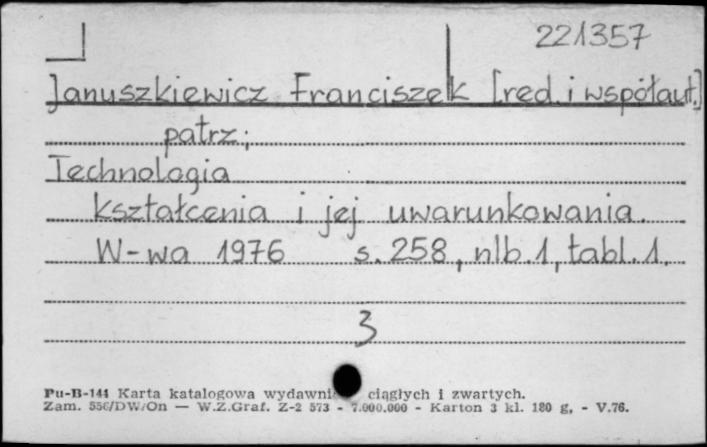 221357
Januszkiewicz Franciszek [red. i współaut.]
patrz;
Technologia
kształcenia i jej uwarunkowania.
W-wa 1976 s. 258, nlb. 1, tabl. 1.
3
Pu-B-144 Karta katalogowa ciągłych i zwartych.
Zam. 556/DW/On — W.Z.Graf. Z-2 573 - 7.000.000 - Karton 3 kl. 180 g, - V.76.